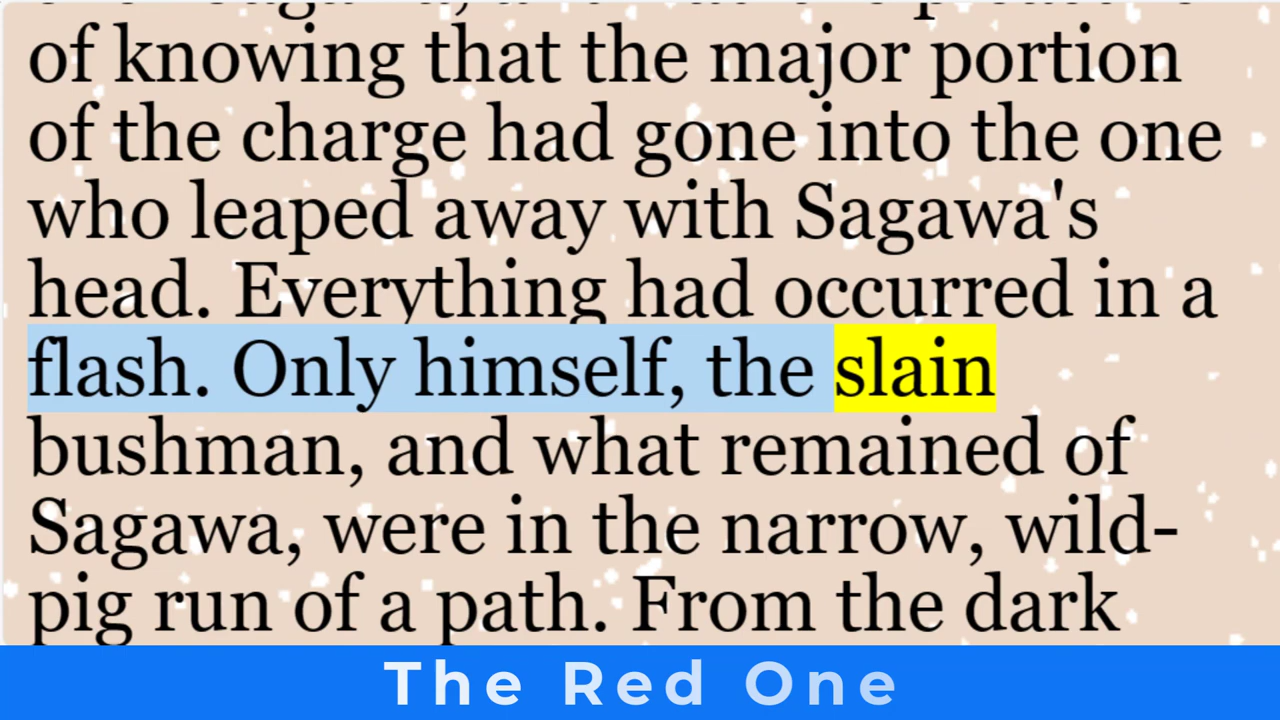 of knowing that the major portion
of the charge had gone into the one
who leaped away with Sagawa's
head. Everything had occurred in a
flash. Only himself, the slain
bushman, and what remained of
Sagawa, were in the narrow, wild-
pig run of a path. From the dark
The Red One